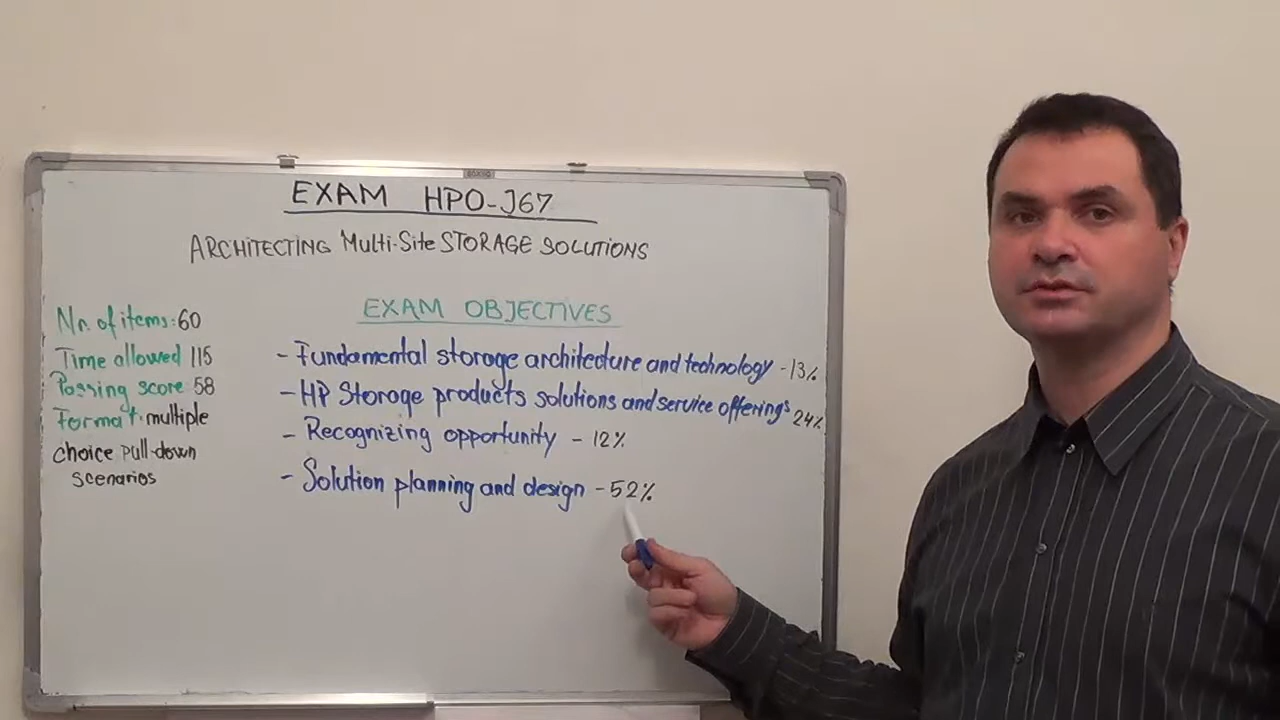 EXAM HPO-J67
ARCHITECTING Multi-Site STORAGE SOLUTIONS
EXAM OBJECTIVES
Nr. of items: 60
Time allowed 115
Passing score 58
Format: multiple
choice pull-down
scenarios
- Fundamental storage architecture and technology - 13%
- HP Storage products solutions and service offerings 24%
- Recognizing opportunity - 12%
- Solution planning and design - 52%